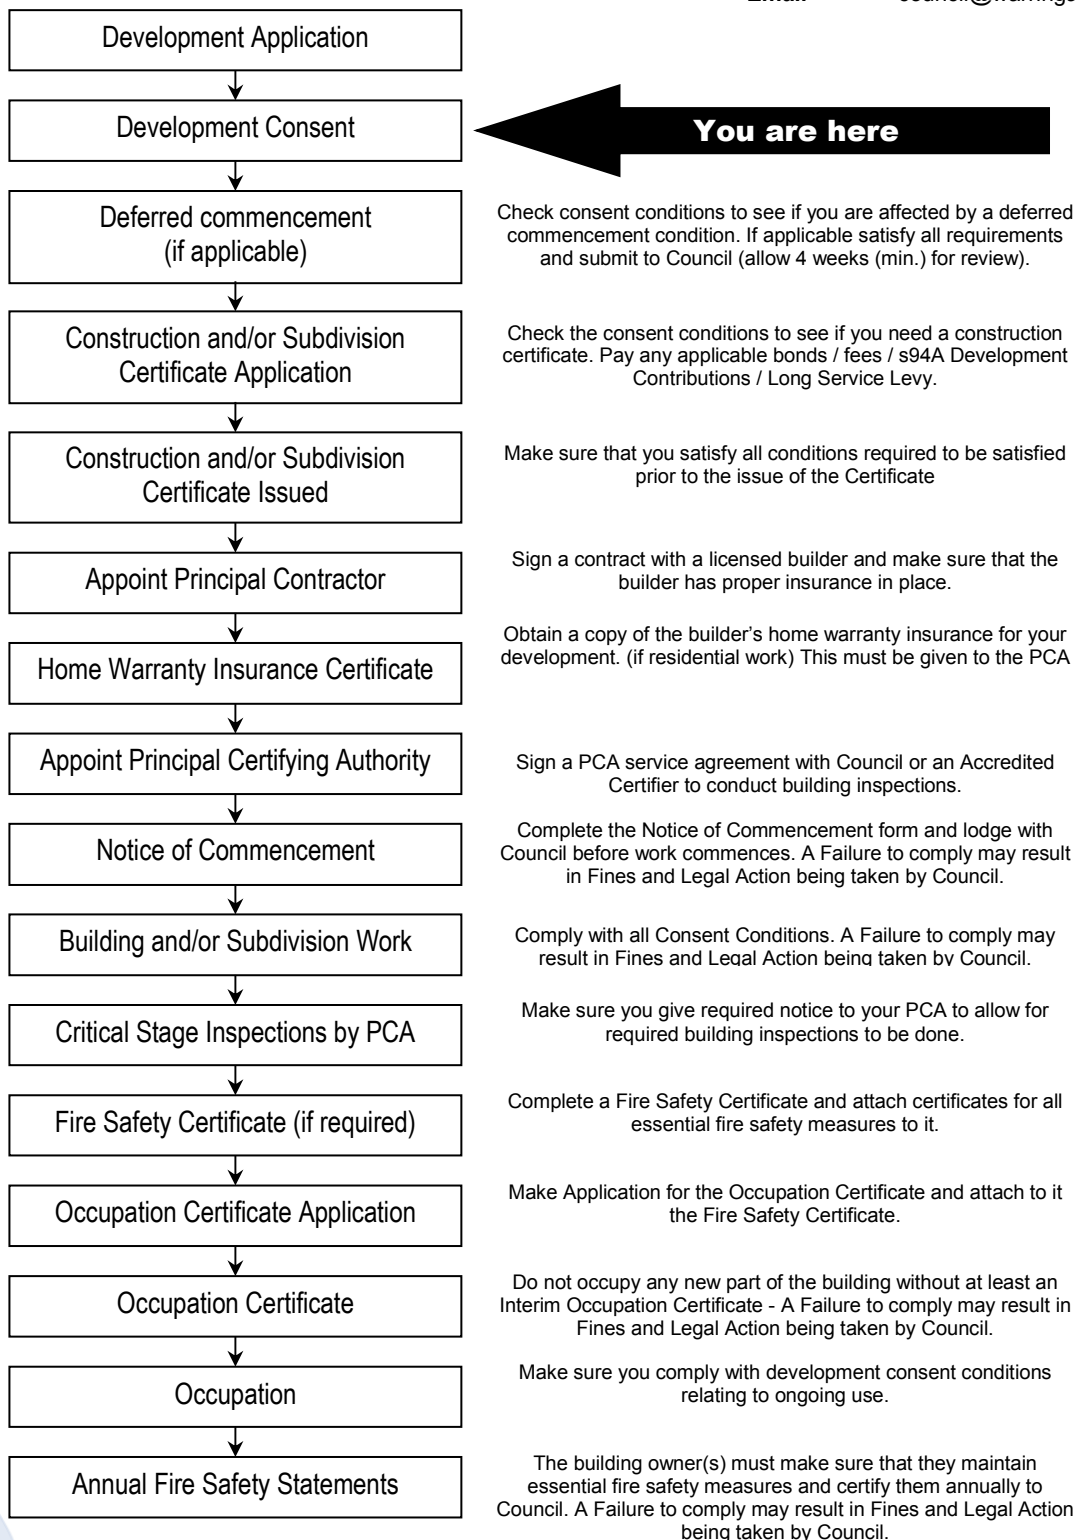 Development Application
Development Consent
You are here
Deferred commencement
(if applicable)
Check consent conditions to see if you are affected by a deferred
commencement condition. If applicable satisfy all requirements
and submit to Council (allow 4 weeks (min.) for review).
Construction and/or Subdivision
Certificate Application
Check the consent conditions to see if you need a construction
certificate. Pay any applicable bonds / fees / s94A Development
Contributions / Long Service Levy.
Construction and/or Subdivision
Certificate Issued
Make sure that you satisfy all conditions required to be satisfied
prior to the issue of the Certificate
Appoint Principal Contractor
Sign a contract with a licensed builder and make sure that the
builder has proper insurance in place.
Home Warranty Insurance Certificate
Obtain a copy of the builder’s home warranty insurance for your
development. (if residential work) This must be given to the PCA
Appoint Principal Certifying Authority
Sign a PCA service agreement with Council or an Accredited
Certifier to conduct building inspections.
Notice of Commencement
Complete the Notice of Commencement form and lodge with
Council before work commences. A Failure to comply may result
in Fines and Legal Action being taken by Council.
Building and/or Subdivision Work
Comply with all Consent Conditions. A Failure to comply may
result in Fines and Legal Action being taken by Council.
Critical Stage Inspections by PCA
Make sure you give required notice to your PCA to allow for
required building inspections to be done.
Fire Safety Certificate (if required)
Complete a Fire Safety Certificate and attach certificates for all
essential fire safety measures to it.
Occupation Certificate Application
Make Application for the Occupation Certificate and attach to it
the Fire Safety Certificate.
Occupation Certificate
Do not occupy any new part of the building without at least an
Interim Occupation Certificate - A Failure to comply may result in
Fines and Legal Action being taken by Council.
Occupation
Make sure you comply with development consent conditions
relating to ongoing use.
Annual Fire Safety Statements
The building owner(s) must make sure that they maintain
essential fire safety measures and certify them annually to
Council. A Failure to comply may result in Fines and Legal Action
being taken by Council.